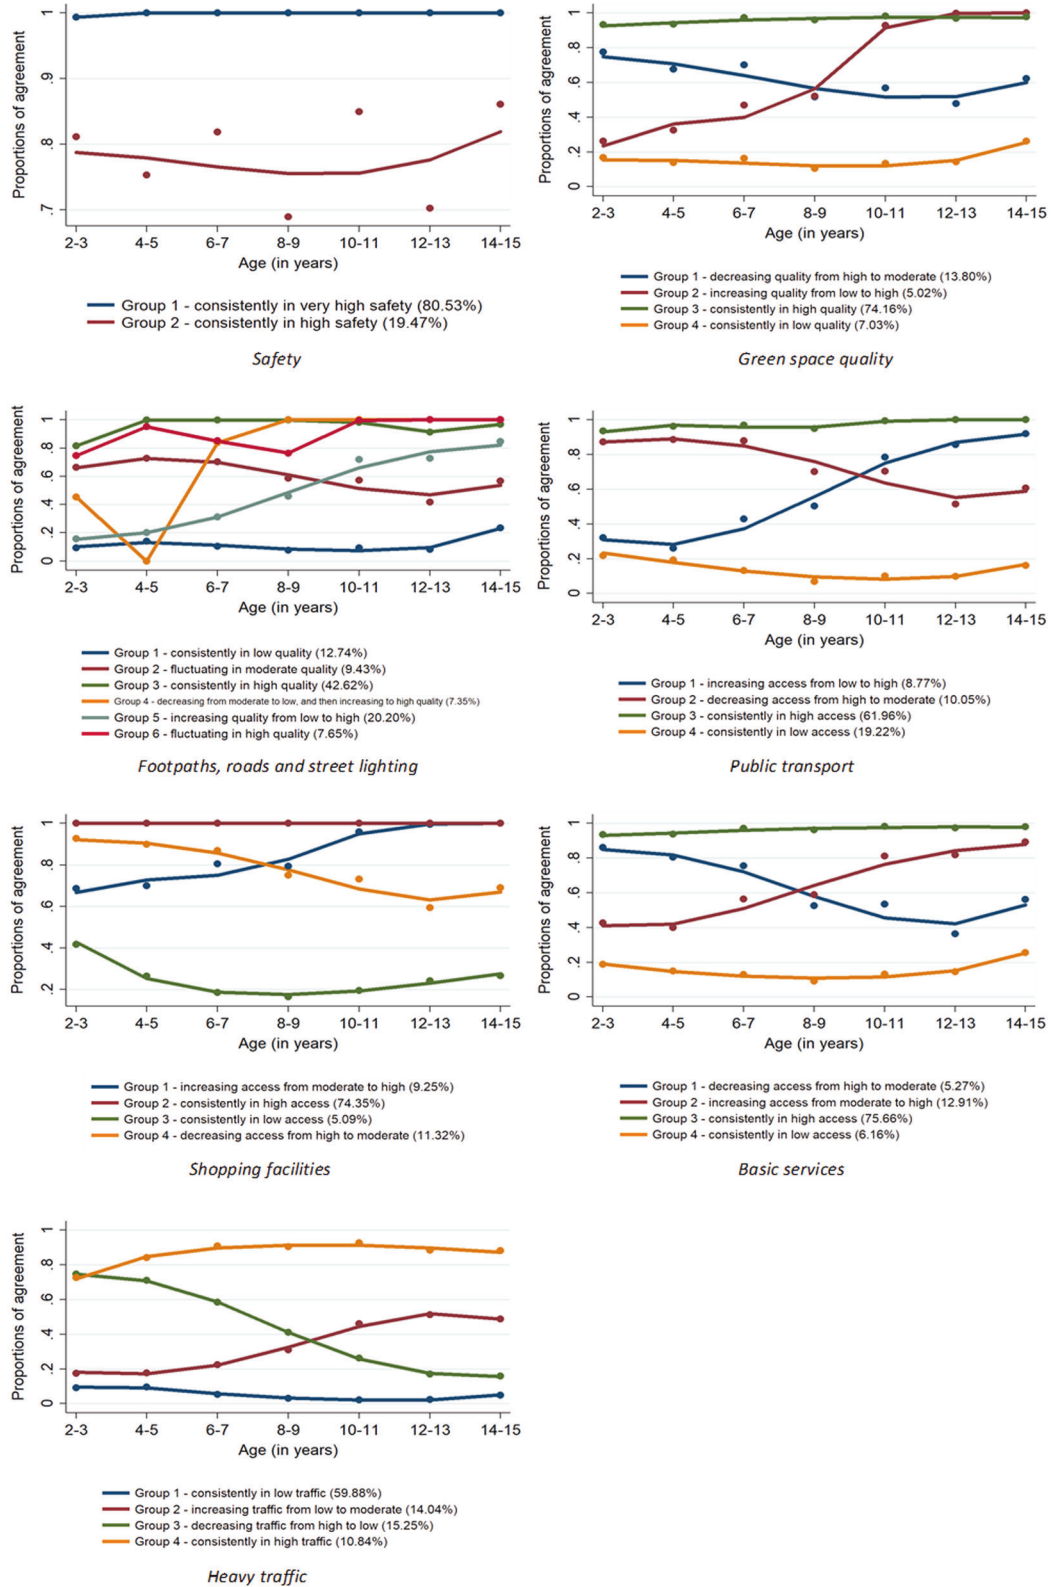 Proportions of agreement
1
.9
.8
.7
2-3 4-5 6-7 8-9 10-11 12-13 14-15
Age (in years)
Group 1 - consistently in very high safety (80.53%)
Group 2 - consistently in high safety (19.47%)
Safety
Proportions of agreement
1
.8
.6
.4
.2
0
2-3 4-5 6-7 8-9 10-11 12-13 14-15
Age (in years)
Group 1 - decreasing quality from high to moderate (13.80%)
Group 2 - increasing quality from low to high (5.02%)
Group 3 - consistently in high quality (74.16%)
Group 4 - consistently in low quality (7.03%)
Green space quality
Proportions of agreement
1
.8
.6
.4
.2
0
2-3 4-5 6-7 8-9 10-11 12-13 14-15
Age (in years)
Group 1 - consistently in low quality (12.74%)
Group 2 - fluctuating in moderate quality (9.43%)
Group 3 - consistently in high quality (42.62%)
Group 4 - decreasing from moderate to low, and then increasing to high quality (7.35%)
Group 5 - increasing quality from low to high (20.20%)
Group 6 - fluctuating in high quality (7.65%)
Footpaths, roads and street lighting
Proportions of agreement
1
.8
.6
.4
.2
0
2-3 4-5 6-7 8-9 10-11 12-13 14-15
Age (in years)
Group 1 - increasing access from low to high (8.77%)
Group 2 - decreasing access from high to moderate (10.05%)
Group 3 - consistently in high access (61.96%)
Group 4 - consistently in low access (19.22%)
Public transport
Proportions of agreement
1
.8
.6
.4
.2
2-3 4-5 6-7 8-9 10-11 12-13 14-15
Age (in years)
Group 1 - increasing access from moderate to high (9.25%)
Group 2 - consistently in high access (74.35%)
Group 3 - consistently in low access (5.09%)
Group 4 - decreasing access from high to moderate (11.32%)
Shopping facilities
Proportions of agreement
1
.8
.6
.4
.2
0
2-3 4-5 6-7 8-9 10-11 12-13 14-15
Age (in years)
Group 1 - decreasing access from high to moderate (5.27%)
Group 2 - increasing access from moderate to high (12.91%)
Group 3 - consistently in high access (75.66%)
Group 4 - consistently in low access (6.16%)
Basic services
Proportions of agreement
1
.8
.6
.4
.2
0
2-3 4-5 6-7 8-9 10-11 12-13 14-15
Age (in years)
Group 1 - consistently in low traffic (59.88%)
Group 2 - increasing traffic from low to moderate (14.04%)
Group 3 - decreasing traffic from high to low (15.25%)
Group 4 - consistently in high traffic (10.84%)
Heavy traffic